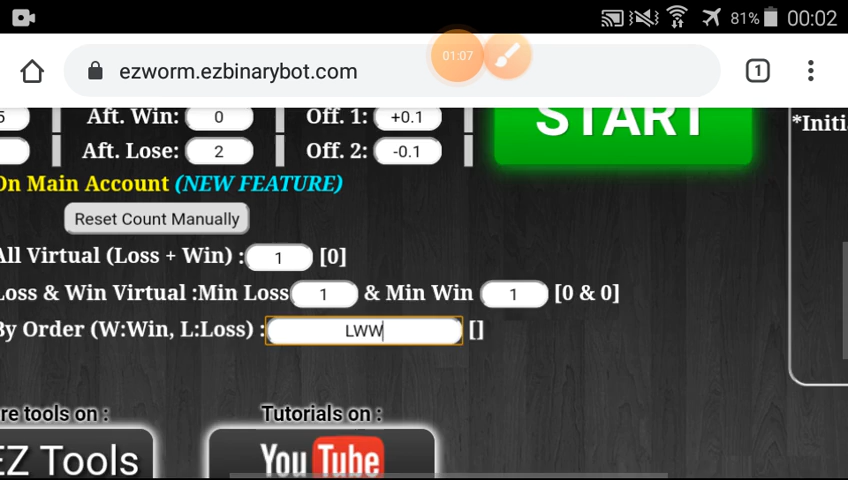 81% 00:02
ezworm.ezbinarybot.com 01:07 1
5 Aft. Win: 0 Off. 1: +0.1 START *Initi
Aft. Lose: 2 Off. 2: -0.1
On Main Account (NEW FEATURE)
Reset Count Manually
All Virtual (Loss + Win) : 1 [0]
Loss & Win Virtual :Min Loss 1 & Min Win 1 [0 & 0]
By Order (W:Win, L:Loss) : LWW []
re tools on : Tutorials on :
EZ Tools YouTube